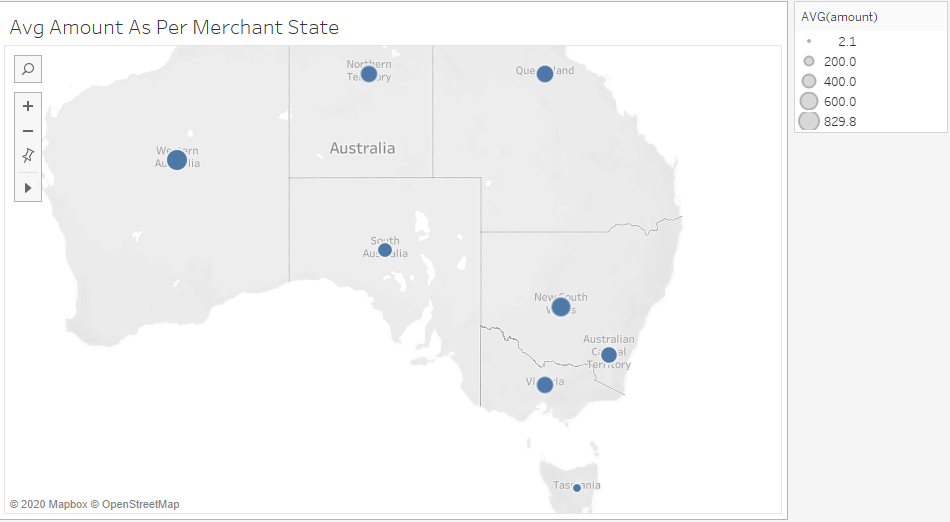 Avg Amount As Per Merchant State
Northern
Territory
Queensland
Western
Australia
Australia
South
Australia
New South
Wales
Australian
Capital
Territory
Victoria
Tasmania
© 2020 Mapbox © OpenStreetMap
AVG(amount)
2.1
200.0
400.0
600.0
829.8